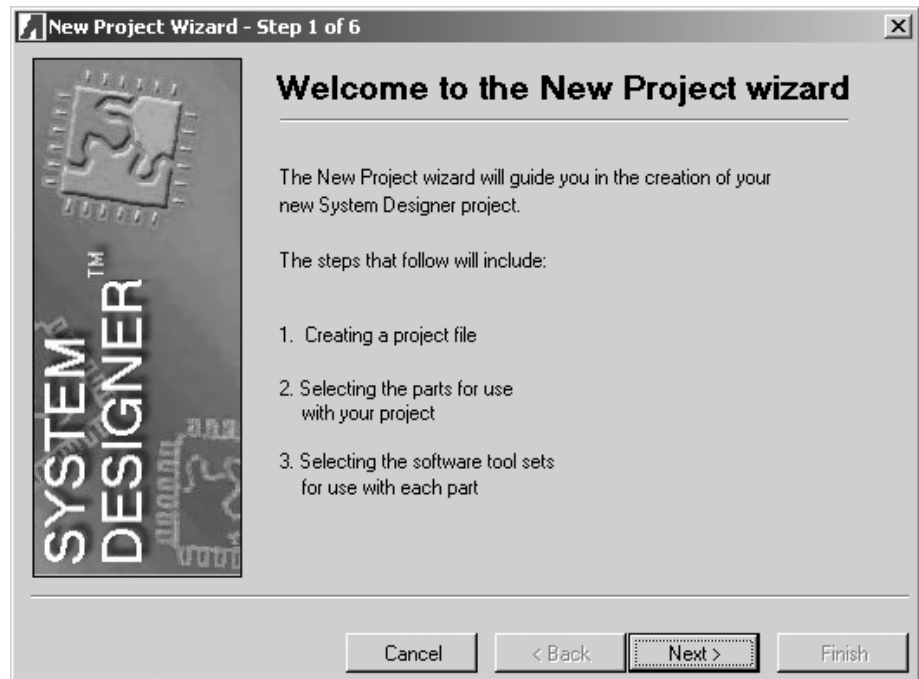 New Project Wizard - Step 1 of 6
Welcome to the New Project wizard
The New Project wizard will guide you in the creation of your
new System Designer project.
The steps that follow will include:
1. Creating a project file
2. Selecting the parts for use
with your project
3. Selecting the software tool sets
for use with each part
SYSTEM
DESIGNER™
Cancel
< Back
Next >
Finish